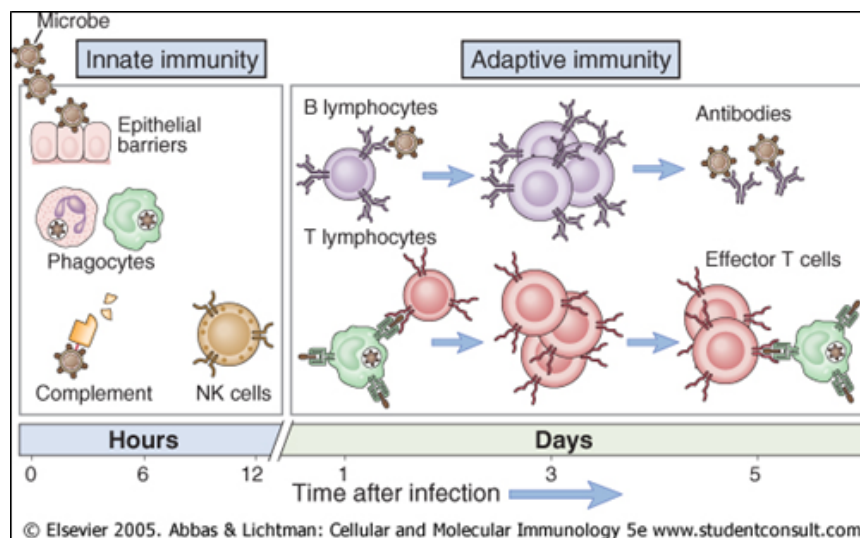 Microbe
Innate immunity
Adaptive immunity
Epithelial
barriers
Phagocytes
Complement
NK cells
B lymphocytes
Antibodies
T lymphocytes
Effector T cells
Hours
Days
0 6 12 1 3 5
Time after infection
© Elsevier 2005. Abbas & Lichtman: Cellular and Molecular Immunology 5e www.studentconsult.com